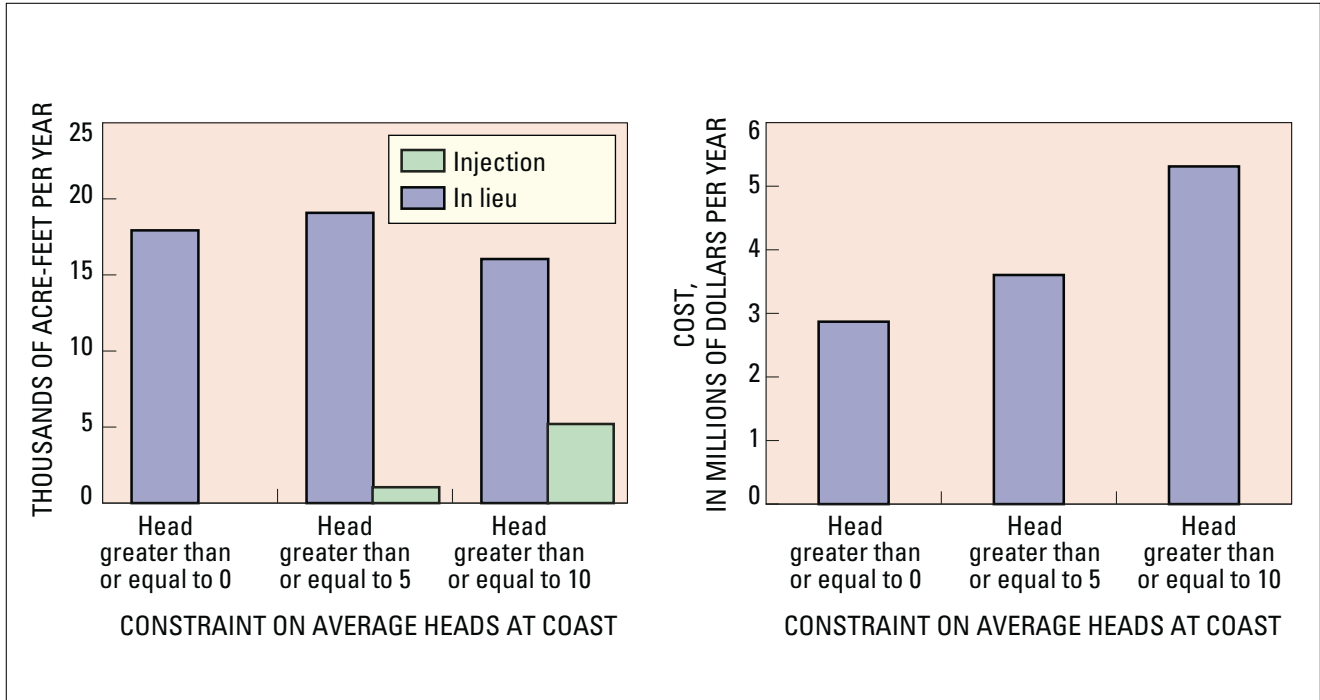 THOUSANDS OF ACRE-FEET PER YEAR
25
20
15
10
5
0
Injection
In lieu
Head
greater than
or equal to 0
Head
greater than
or equal to 5
Head
greater than
or equal to 10
CONSTRAINT ON AVERAGE HEADS AT COAST
COST,
IN MILLIONS OF DOLLARS PER YEAR
6
5
4
3
2
1
0
Head
greater than
or equal to 0
Head
greater than
or equal to 5
Head
greater than
or equal to 10
CONSTRAINT ON AVERAGE HEADS AT COAST